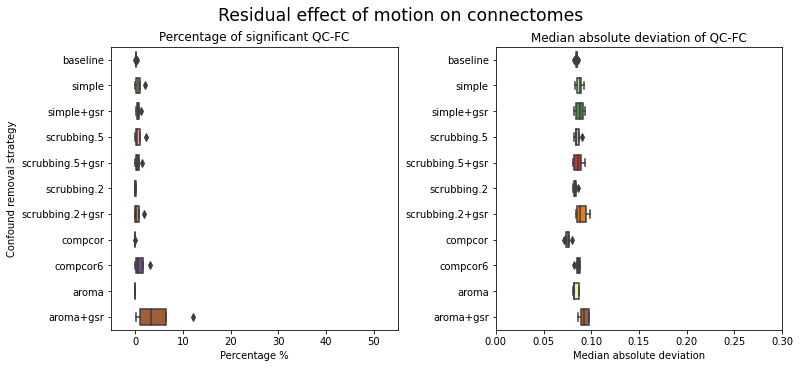 Residual effect of motion on connectomes
Percentage of significant QC-FC
Confound removal strategy
baseline
simple
simple+gsr
scrubbing.5
scrubbing.5+gsr
scrubbing.2
scrubbing.2+gsr
compcor
compcor6
aroma
aroma+gsr
0 10 20 30 40 50
Percentage %
Median absolute deviation of QC-FC
baseline
simple
simple+gsr
scrubbing.5
scrubbing.5+gsr
scrubbing.2
scrubbing.2+gsr
compcor
compcor6
aroma
aroma+gsr
0.00 0.05 0.10 0.15 0.20 0.25 0.30
Median absolute deviation